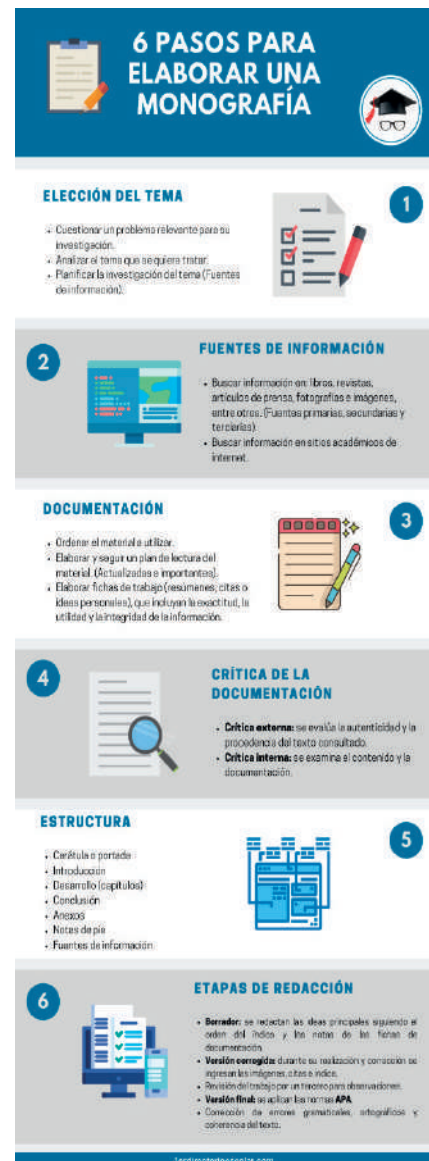 6 PASOS PARA
ELABORAR UNA
MONOGRAFÍA
ELECCIÓN DEL TEMA
1
• Cuestionar un problema relevante para su
investigación.
• Analizar el tema que se quiere tratar.
• Planificar la investigación del tema (Fuentes
de información).
2
FUENTES DE INFORMACIÓN
• Buscar información en: libros, revistas,
artículos de prensa, fotografías e imágenes,
entre otros. (Fuentes primarias, secundarias y
terciarias)
• Buscar información en sitios académicos de
internet.
DOCUMENTACIÓN
3
• Ordenar el material a utilizar.
• Elaborar y seguir un plan de lectura del
material. (Actualizadas e importantes).
• Elaborar fichas de trabajo (resúmenes, citas o
ideas personales), que incluyan la exactitud, la
utilidad y la integridad de la información.
4
CRÍTICA DE LA
DOCUMENTACIÓN
• Crítica externa: se evalúa la autenticidad y la
procedencia del texto consultado.
• Crítica interna: se examina el contenido y la
documentación.
ESTRUCTURA
5
• Carátula o portada
• Introducción
• Desarrollo (capítulos)
• Conclusión
• Anexos
• Notas de pie
• Fuentes de información
6
ETAPAS DE REDACCIÓN
• Borrador: se redactan las ideas principales siguiendo el
orden del índice y las notas de las fichas de
documentación.
• Versión corregida: durante su realización y corrección se
ingresan las imágenes, citas e índice.
• Revisión del trabajo por un tercero para observaciones.
• Versión final: se aplican las normas APA.
• Corrección de errores gramaticales, ortográficos y
coherencia del texto.